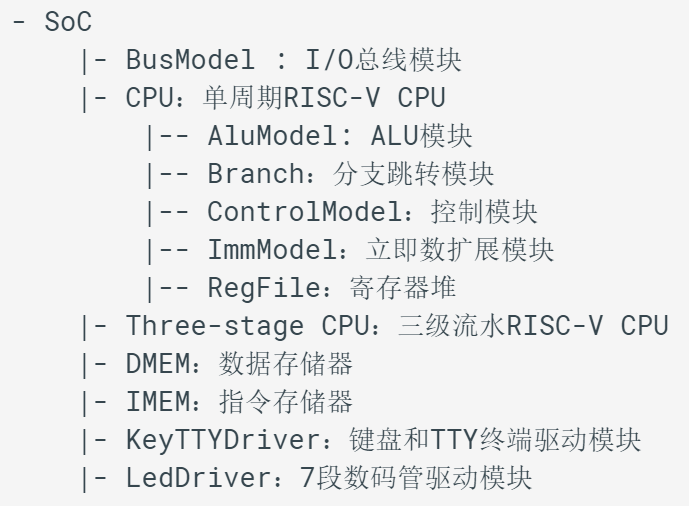 - SoC
|- BusModel : I/O总线模块
|- CPU：单周期RISC-V CPU
|-- AluModel: ALU模块
|-- Branch：分支跳转模块
|-- ControlModel：控制模块
|-- ImmModel：立即数扩展模块
|-- RegFile：寄存器堆
|- Three-stage CPU：三级流水RISC-V CPU
|- DMEM：数据存储器
|- IMEM：指令存储器
|- KeyTTYDriver：键盘和TTY终端驱动模块
|- LedDriver：7段数码管驱动模块